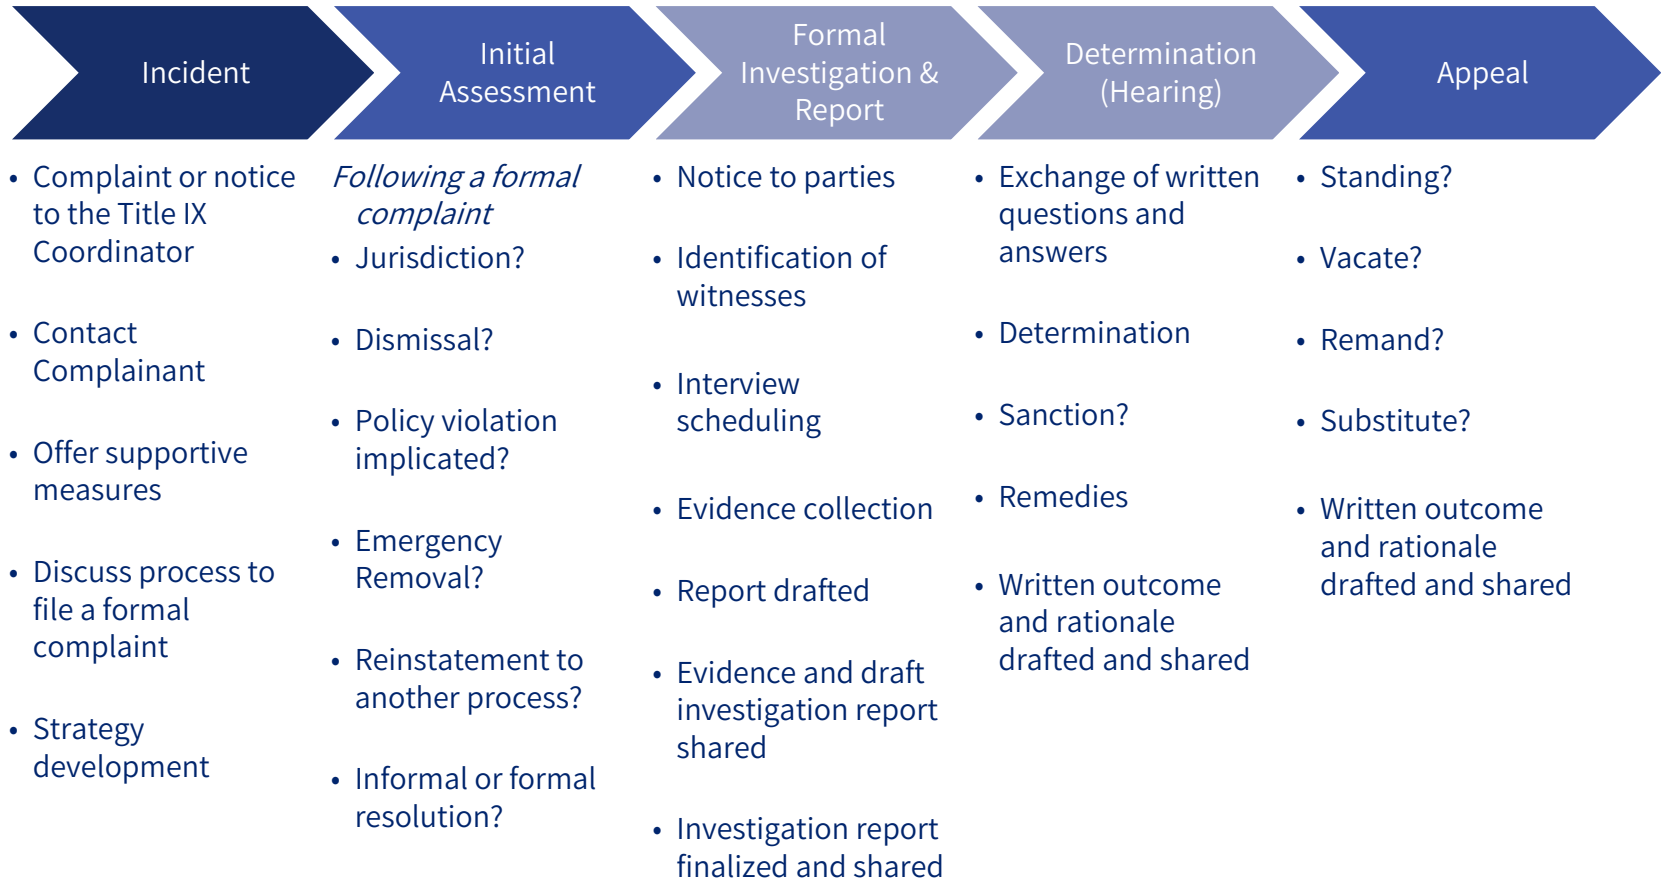 Incident
Initial
Assessment
Formal
Investigation &
Report
Determination
(Hearing)
Appeal
• Complaint or notice
to the Title IX
Coordinator
• Contact
Complainant
• Offer supportive
measures
• Discuss process to
file a formal
complaint
• Strategy
development
Following a formal
complaint
• Jurisdiction?
• Dismissal?
• Policy violation
implicated?
• Emergency
Removal?
• Reinstatement to
another process?
• Informal or formal
resolution?
• Notice to parties
• Identification of
witnesses
• Interview
scheduling
• Evidence collection
• Report drafted
• Evidence and draft
investigation report
shared
• Investigation report
finalized and shared
• Exchange of written
questions and
answers
• Determination
• Sanction?
• Remedies
• Written outcome
and rationale
drafted and shared
• Standing?
• Vacate?
• Remand?
• Substitute?
• Written outcome
and rationale
drafted and shared